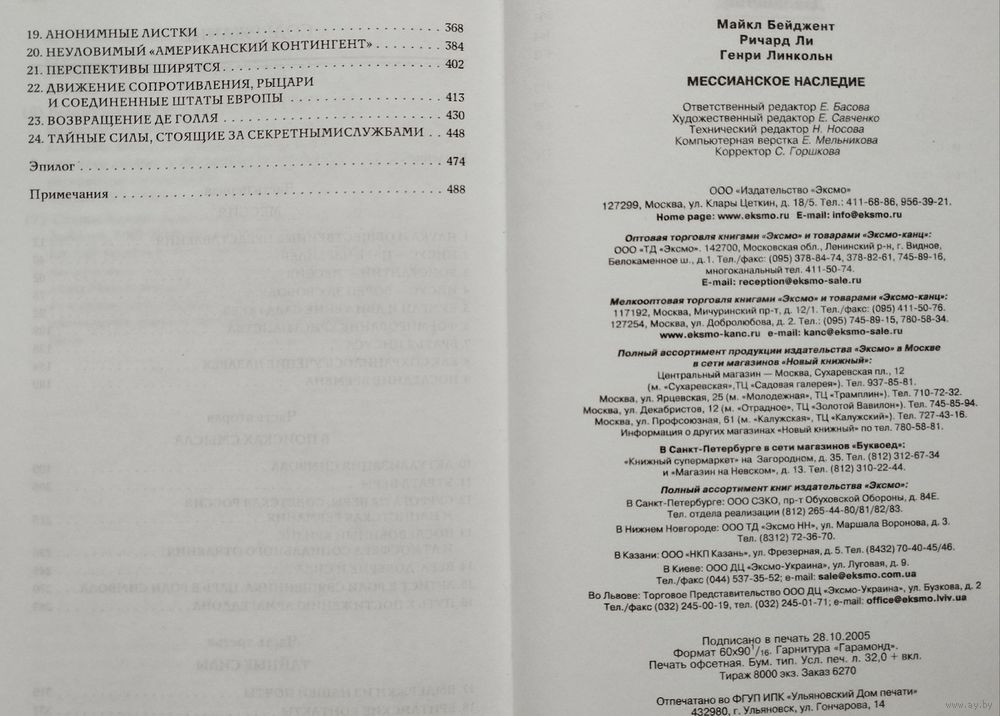 19. АНОНИМНЫЕ ЛИСТКИ 368
20. НЕУЛОВИМЫЙ «АМЕРИКАНСКИЙ КОНТИНГЕНТ» 384
21. ПЕРСПЕКТИВЫ ШИРЯТСЯ 402
22. ДВИЖЕНИЕ СОПРОТИВЛЕНИЯ, РЫЦАРИ
И СОЕДИНЕННЫЕ ШТАТЫ ЕВРОПЫ 413
23. ВОЗВРАЩЕНИЕ ДЕ ГОЛЛЯ 430
24. ТАЙНЫЕ СИЛЫ, СТОЯЩИЕ ЗА СЕКРЕТНЫМИСЛУЖБАМИ . . 448
Эпилог 474
Примечания 488
Майкл Бейджент
Ричард Ли
Генри Линкольн
МЕССИАНСКОЕ НАСЛЕДИЕ
Ответственный редактор Е. Басова
Художественный редактор Е. Савченко
Технический редактор Н. Носова
Компьютерная верстка Е. Мельникова
Корректор С. Горшкова
ООО «Издательство «Эксмо»
127299, Москва, ул. Клары Цеткин, д. 18/5. Тел.: 411-68-86, 956-39-21.
Home page: www.eksmo.ru E-mail: info@eksmo.ru
Оптовая торговля книгами «Эксмо» и товарами «Эксмо-канц»:
ООО «ТД «Эксмо». 142700, Московская обл., Ленинский р-н, г. Видное,
Белокаменное ш., д.1. Тел./факс: (095) 378-84-74, 378-82-61, 745-89-16,
многоканальный тел. 411-50-74.
E-mail: reception@eksmo-sale.ru
Мелкооптовая торговля книгами «Эксмо» и товарами «Эксмо-канц»:
117192, Москва, Мичуринский пр-т, д. 12/1. Тел./факс: (095) 411-50-76.
127254, Москва, ул. Добролюбова, д. 2. Тел.: (095) 745-89-15, 780-58-34.
www.eksmo-kanc.ru e-mail: kanc@eksmo-sale.ru
Полный ассортимент продукции издательства «Эксмо» в Москве
в сети магазинов «Новый книжный»:
Центральный магазин — Москва, Сухаревская пл., 12
(м. «Сухаревская»,ТЦ «Садовая галерея»). Тел. 937-85-81.
Москва, ул. Ярцевская, 25 (м. «Молодежная», ТЦ «Трамплин»). Тел. 710-72-32.
Москва, ул. Декабристов, 12 (м. «Отрадное», ТЦ «Золотой Вавилон»). Тел. 745-85-94.
Москва, ул. Профсоюзная, 61 (м. «Калужская», ТЦ «Калужский»). Тел. 727-43-16.
Информация о других магазинах «Новый книжный» по тел. 780-58-81.
В Санкт-Петербурге в сети магазинов «Буквоед»:
«Книжный супермаркет» на Загородном, д. 35. Тел. (812) 312-67-34
и «Магазин на Невском», д. 13. Тел. (812) 310-22-44.
Полный ассортимент книг издательства «Эксмо»:
В Санкт-Петербурге: ООО СЗКО, пр-т Обуховской Обороны, д. 84Е.
Тел. отдела реализации (812) 265-44-80/81/82/83.
В Нижнем Новгороде: ООО ТД «Эксмо НН», ул. Маршала Воронова, д. 3.
Тел. (8312) 72-36-70.
В Казани: ООО «НКП Казань», ул. Фрезерная, д. 5. Тел. (8432) 70-40-45/46.
В Киеве: ООО ДЦ «Эксмо-Украина», ул. Луговая, д. 9.
Тел./факс (044) 537-35-52; e-mail: sale@eksmo.com.ua
Во Львове: Торговое Представительство ООО ДЦ «Эксмо-Украина», ул. Бузкова, д. 2
Тел./факс (032) 245-00-19, тел. (032) 245-01-71; e-mail: office@eksmo.lviv.ua
Подписано в печать 28.10.2005
Формат 60x90 1/16. Гарнитура «Гарамонд».
Печать офсетная. Бум. тип. Усл. печ. л. 32,0 + вкл.
Тираж 8000 экз. Заказ 6270
Отпечатано во ФГУП ИПК «Ульяновский Дом печати»
432980, г. Ульяновск, ул. Гончарова, 14
www.ay.by